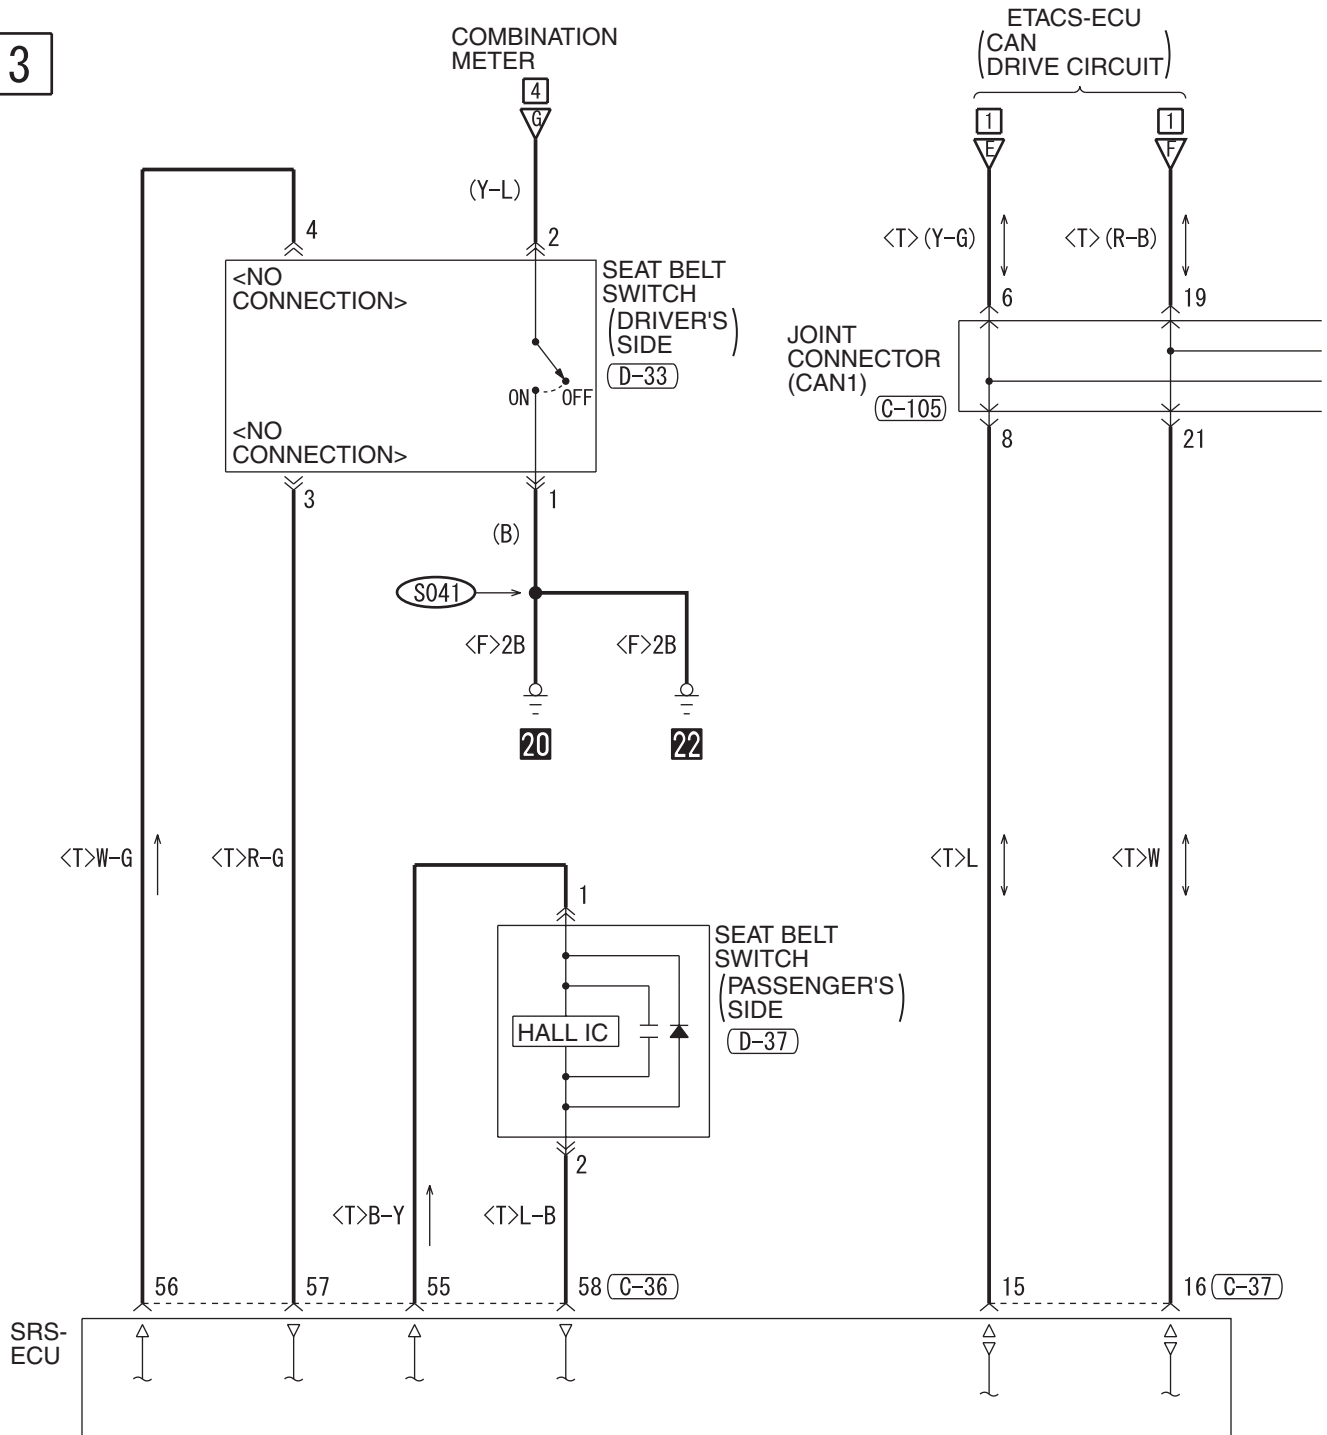 3
COMBINATION
METER
4
G
(Y-L)
ETACS-ECU
(CAN
DRIVE CIRCUIT)
1
E
1
F
<T>(Y-G)
<T>(R-B)
4
2
<NO
CONNECTION>
SEAT BELT
SWITCH
(DRIVER'S
SIDE)
D-33
ON
OFF
<NO
CONNECTION>
3
1
6
19
JOINT
CONNECTOR
(CAN1)
C-105
8
21
(B)
S041
<F>2B
<F>2B
20
22
<T>W-G
<T>R-G
<T>L
<T>W
1
SEAT BELT
SWITCH
(PASSENGER'S
SIDE)
D-37
HALL IC
2
<T>B-Y
<T>L-B
56
57
55
58
C-36
15
16
C-37
SRS-
ECU